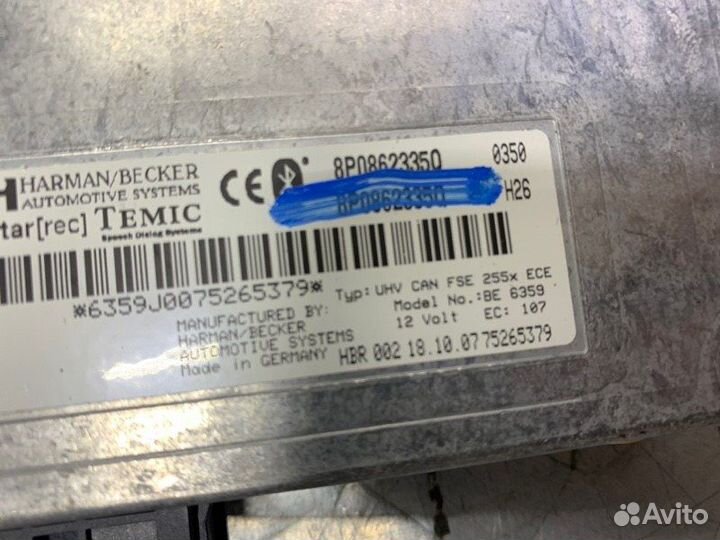 HARMAN/BECKER
AUTOMOTIVE SYSTEMS
tar[rec] TEMIC
Speech Dialog Systems
CE
8P0862335Q 0350
8P0862335Q H26
*6359J0075265379*
Typ: UHV CAN FSE 255x ECE
Model No.: BE 6359
12 Volt EC: 107
MANUFACTURED BY:
HARMAN/BECKER
AUTOMOTIVE SYSTEMS
Made in GERMANY
HBR 002 18.10.07 75265379
Avito